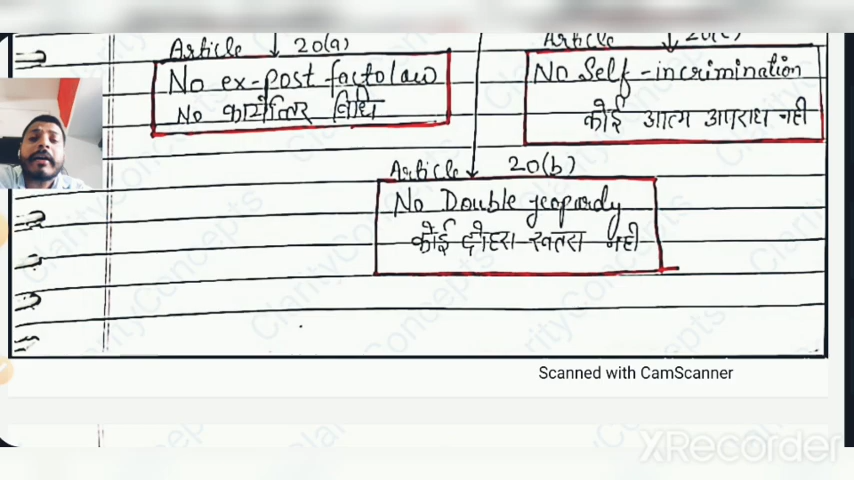 Article 20(a)
No ex-post facto law
No कार्योत्तर विधि
Article 20(c)
No Self-incrimination
कोई आत्म अपराध नही
Article 20(b)
No Double jeopardy
कोई दोहरा खतरा नही
Scanned with CamScanner
ClarityConcepts
XRecorder